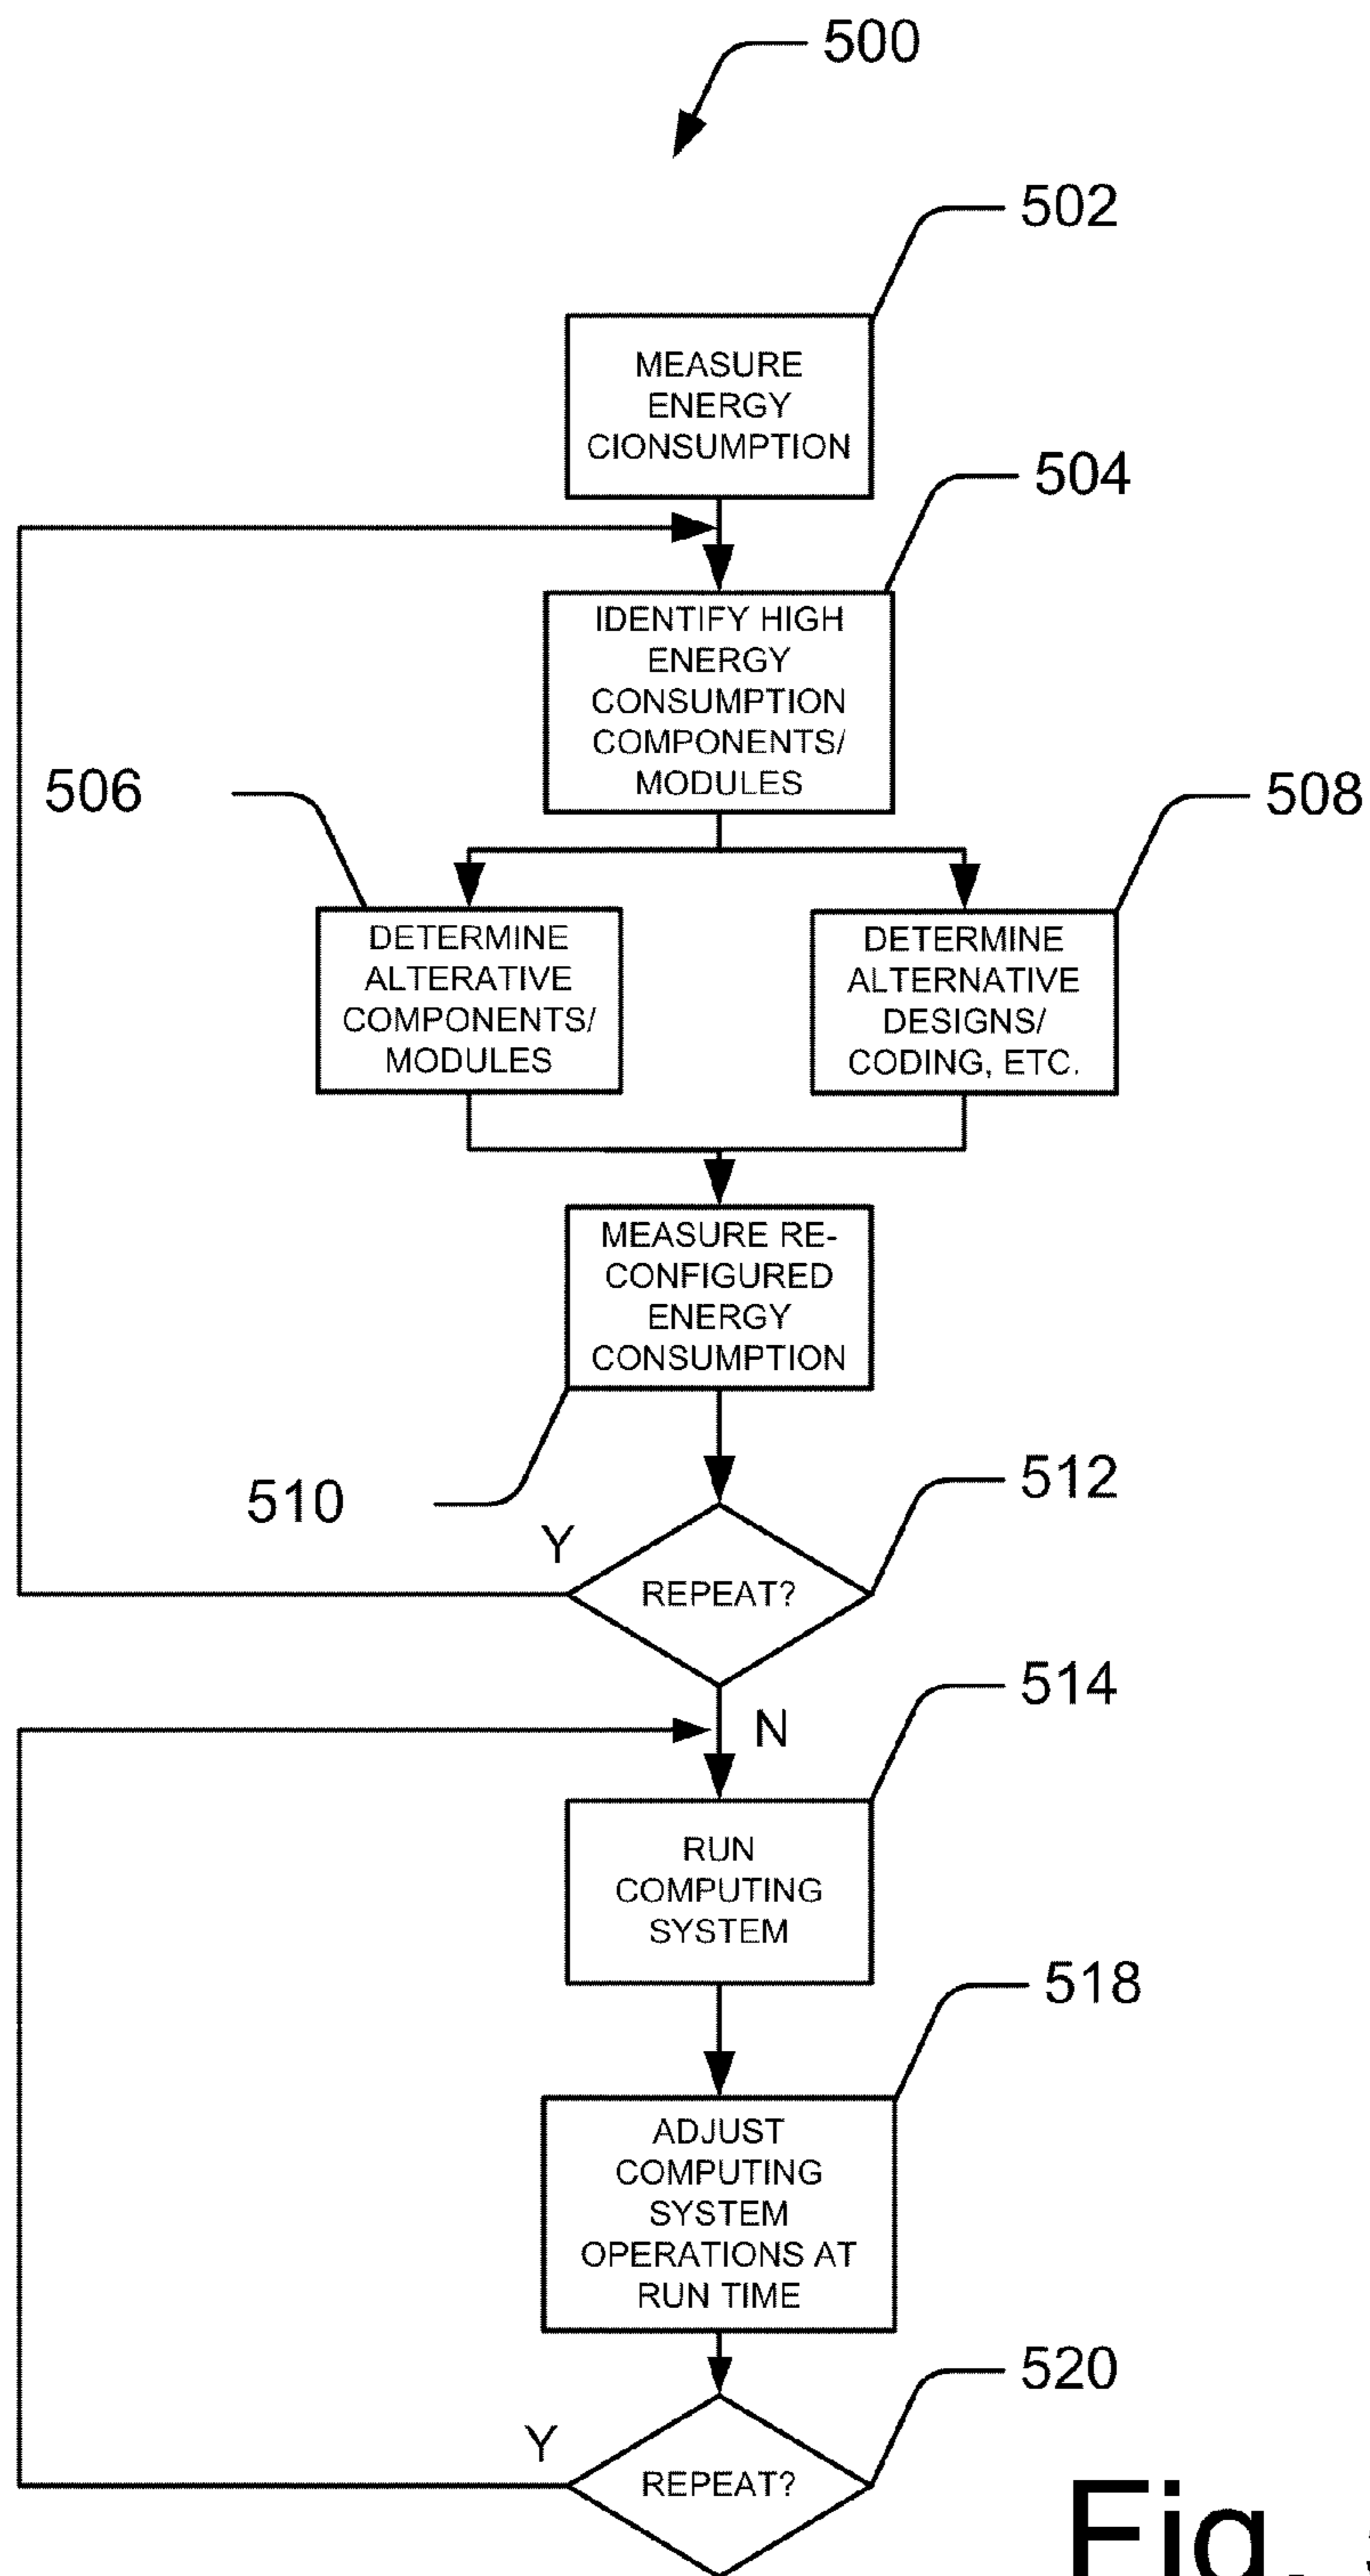 500
502
MEASURE
ENERGY
CIONSUMPTION
504
IDENTIFY HIGH
ENERGY
CONSUMPTION
COMPONENTS/
MODULES
506
508
DETERMINE
ALTERATIVE
COMPONENTS/
MODULES
DETERMINE
ALTERNATIVE
DESIGNS/
CODING, ETC.
MEASURE RE-
CONFIGURED
ENERGY
CONSUMPTION
510
512
Y
REPEAT?
514
N
RUN
COMPUTING
SYSTEM
518
ADJUST
COMPUTING
SYSTEM
OPERATIONS AT
RUN TIME
520
Y
REPEAT?
Fig.